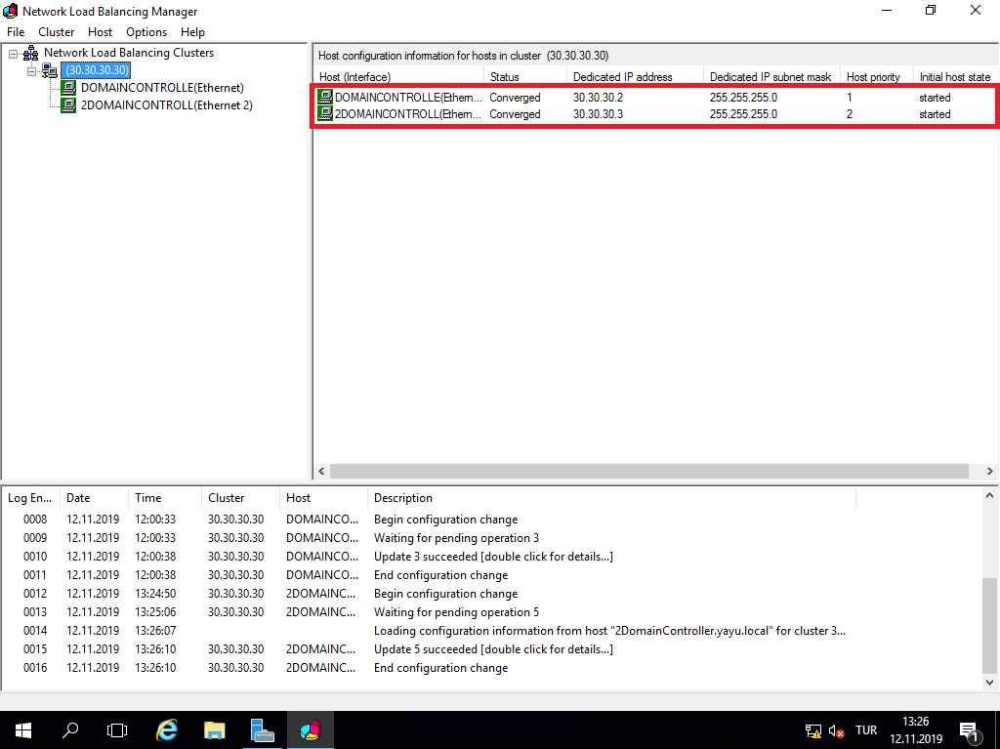 Network Load Balancing Manager
File Cluster Host Options Help
Network Load Balancing Clusters
(30.30.30.30)
DOMAINCONTROLLE(Ethernet)
2DOMAINCONTROLL(Ethernet 2)
Host configuration information for hosts in cluster (30.30.30.30)
Host (Interface) Status Dedicated IP address Dedicated IP subnet mask Host priority Initial host state
DOMAINCONTROLLE(Ethern... Converged 30.30.30.2 255.255.255.0 1 started
2DOMAINCONTROLL(Ethern... Converged 30.30.30.3 255.255.255.0 2 started
Log En... Date Time Cluster Host Description
0008 12.11.2019 12:00:33 30.30.30.30 DOMAINCO... Begin configuration change
0009 12.11.2019 12:00:33 30.30.30.30 DOMAINCO... Waiting for pending operation 3
0010 12.11.2019 12:00:38 30.30.30.30 DOMAINCO... Update 3 succeeded [double click for details...]
0011 12.11.2019 12:00:38 30.30.30.30 DOMAINCO... End configuration change
0012 12.11.2019 13:24:50 30.30.30.30 2DOMAINC... Begin configuration change
0013 12.11.2019 13:25:06 30.30.30.30 2DOMAINC... Waiting for pending operation 5
0014 12.11.2019 13:26:07 Loading configuration information from host "2DomainController.yayu.local" for cluster 3...
0015 12.11.2019 13:26:10 30.30.30.30 2DOMAINC... Update 5 succeeded [double click for details...]
0016 12.11.2019 13:26:10 30.30.30.30 2DOMAINC... End configuration change
TUR
13:26
12.11.2019
1